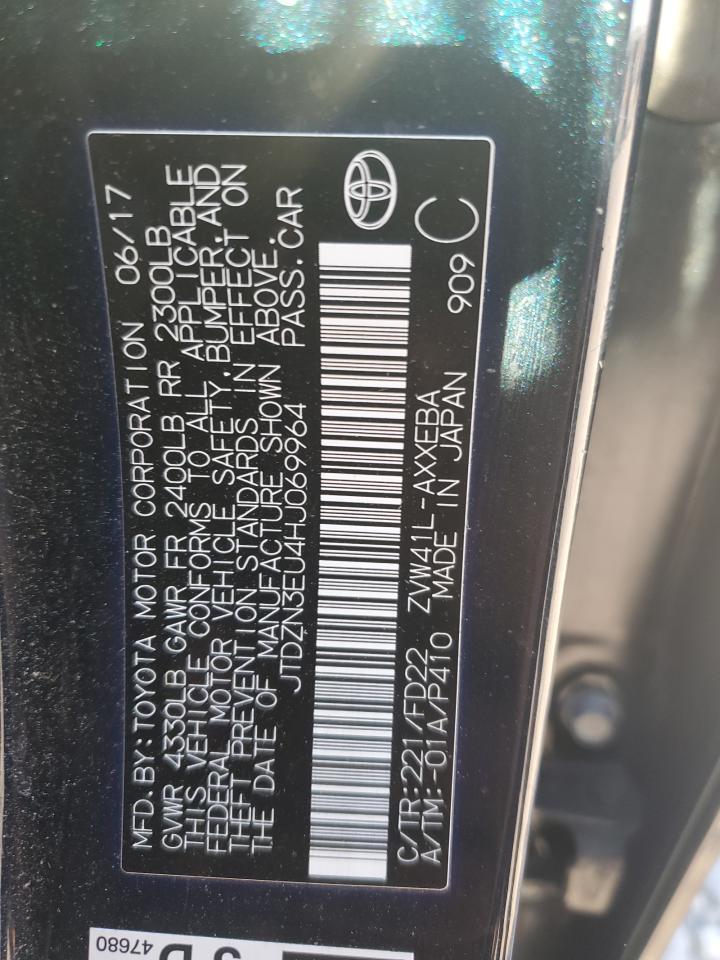 MFD.BY:TOYOTA MOTOR CORPORATION 06/17
GVWR 4330LB GAWR FR 2400LB RR 2300LB
THIS VEHICLE CONFORMS TO ALL APPLICABLE
FEDERAL MOTOR VEHICLE SAFETY,BUMPER,AND
THEFT PREVENTION STANDARDS IN EFFECT ON
THE DATE OF MANUFACTURE SHOWN ABOVE.
JTDZN3EU4HJ069964 PASS.CAR
C/TR:221/FD22 ZVW41L-AXXEBA 909 C
A/TM:-01A/P410 MADE IN JAPAN
47680